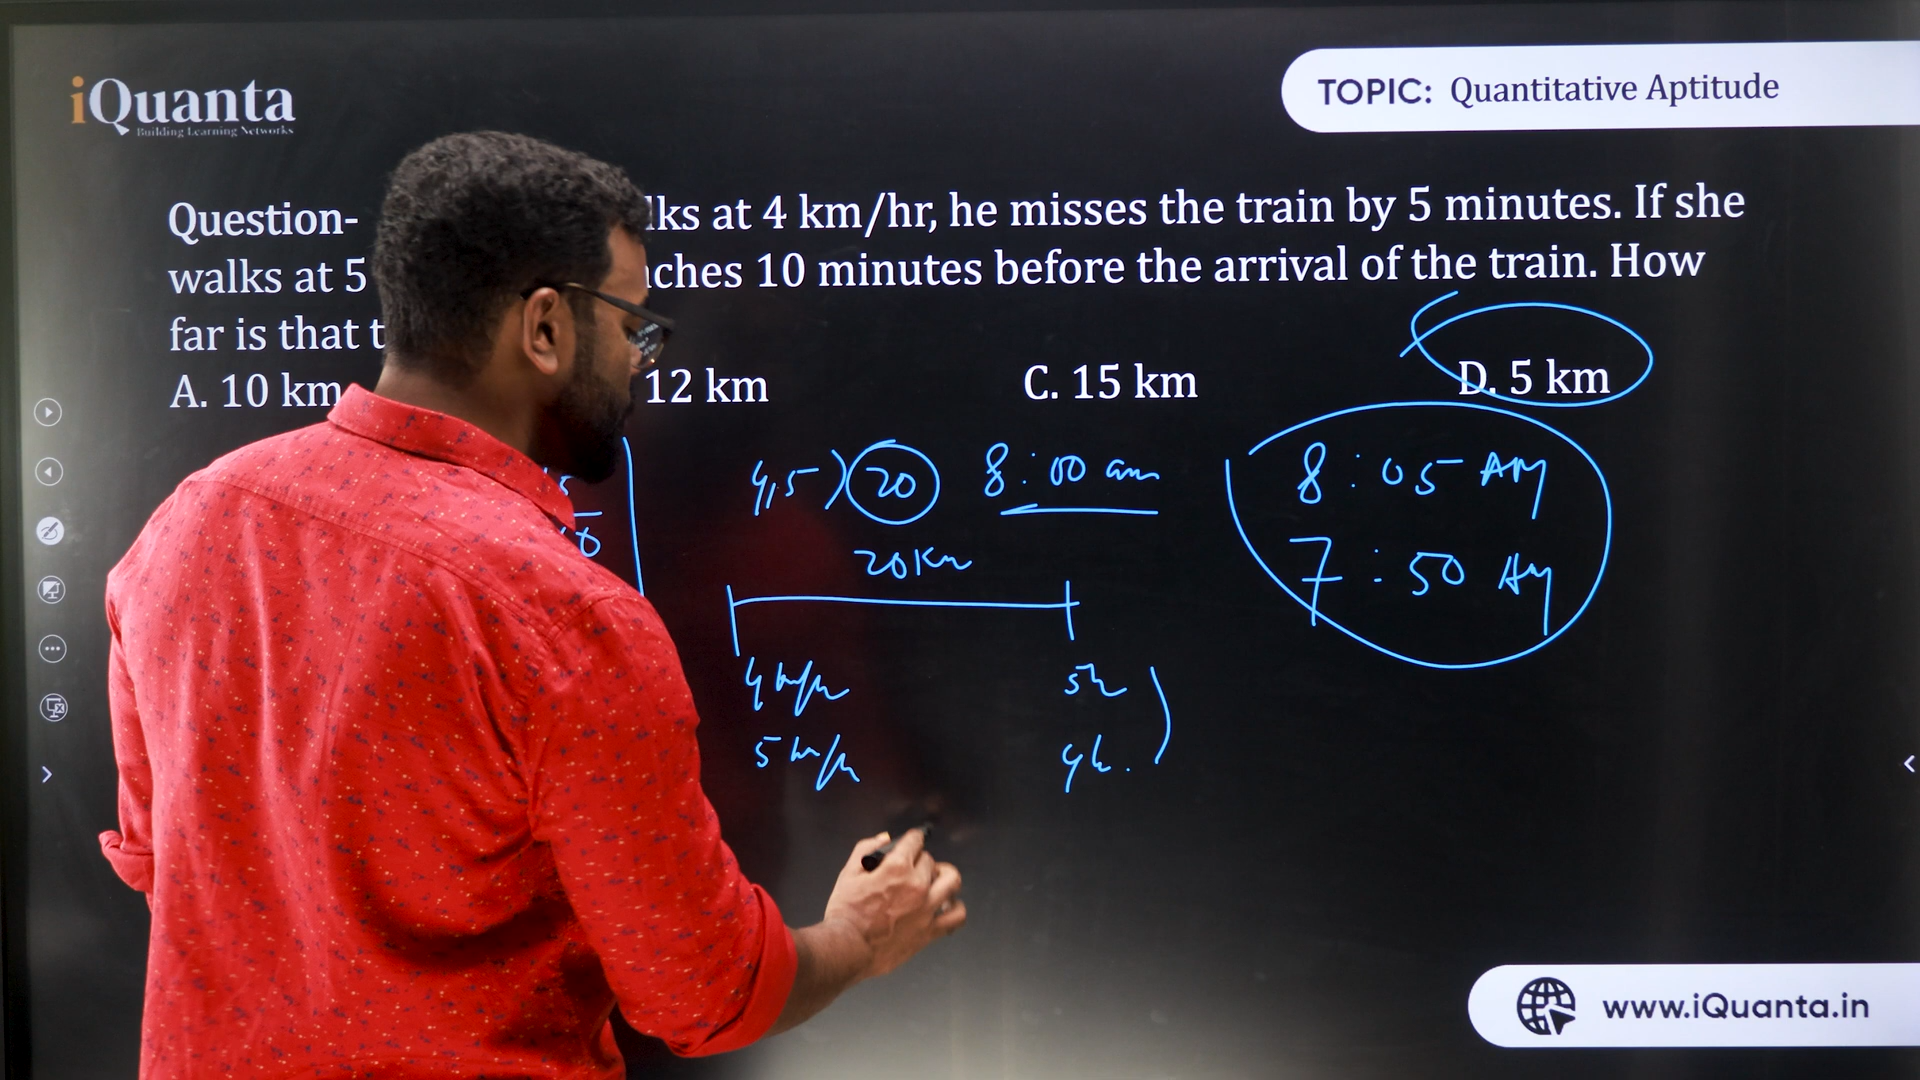 iQuanta
Building Learning Networks
TOPIC: Quantitative Aptitude
Question- lks at 4 km/hr, he misses the train by 5 minutes. If she
walks at 5 ches 10 minutes before the arrival of the train. How
far is that t
A. 10 km 12 km C. 15 km D. 5 km
4,5) 20 8:00 am 8:05 AM
20 Km 7:50 AM
4 km/h 5h
5 km/h 4h.
www.iQuanta.in